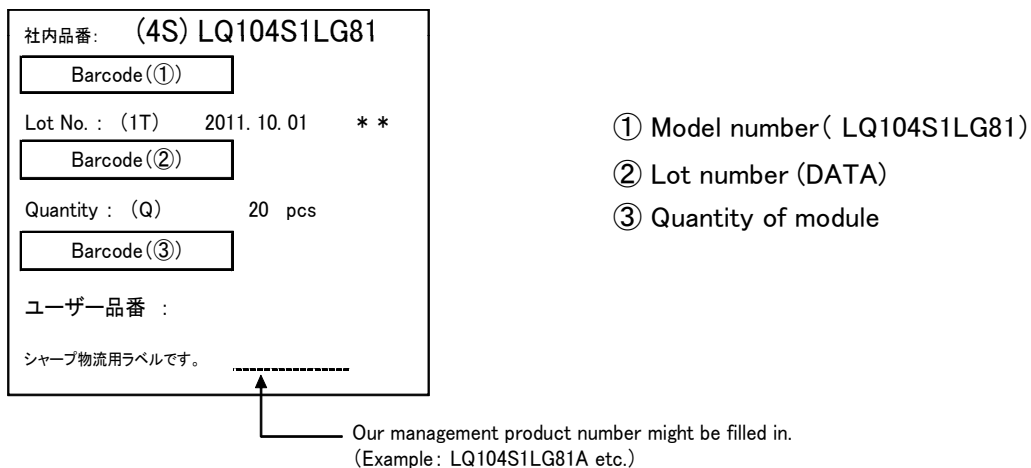 社内品番: (4S) LQ104S1LG81
Barcode(①)
Lot No. : (1T) 2011. 10. 01 * *
Barcode(②)
Quantity : (Q) 20 pcs
Barcode(③)
ユーザー品番 :
シャープ物流用ラベルです。
① Model number( LQ104S1LG81)
② Lot number (DATA)
③ Quantity of module
Our management product number might be filled in.
(Example: LQ104S1LG81A etc.)